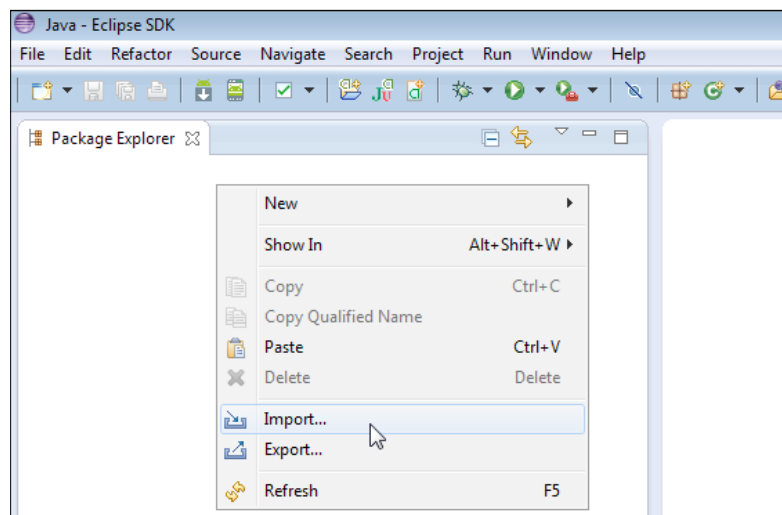 Java - Eclipse SDK
File Edit Refactor Source Navigate Search Project Run Window Help
Package Explorer
New
Show In Alt+Shift+W
Copy Ctrl+C
Copy Qualified Name
Paste Ctrl+V
Delete Delete
Import...
Export...
Refresh F5